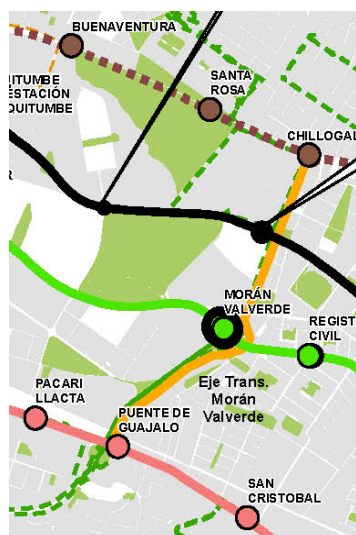 BUENAVENTURA
UITUMBE
ESTACIÓN
QUITUMBE
SANTA
ROSA
CHILLOGAL
R
MORÁN
VALVERDE
REGIST
CIVIL
Eje Trans.
Morán
Valverde
PACARI
LLACTA
PUENTE DE
GUAJALO
SAN
CRISTOBAL